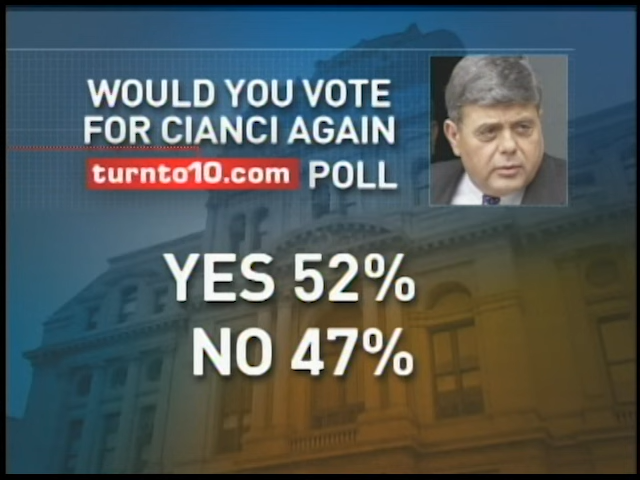 WOULD YOU VOTE
FOR CIANCI AGAIN
turnto10.com POLL
YES 52%
NO 47%